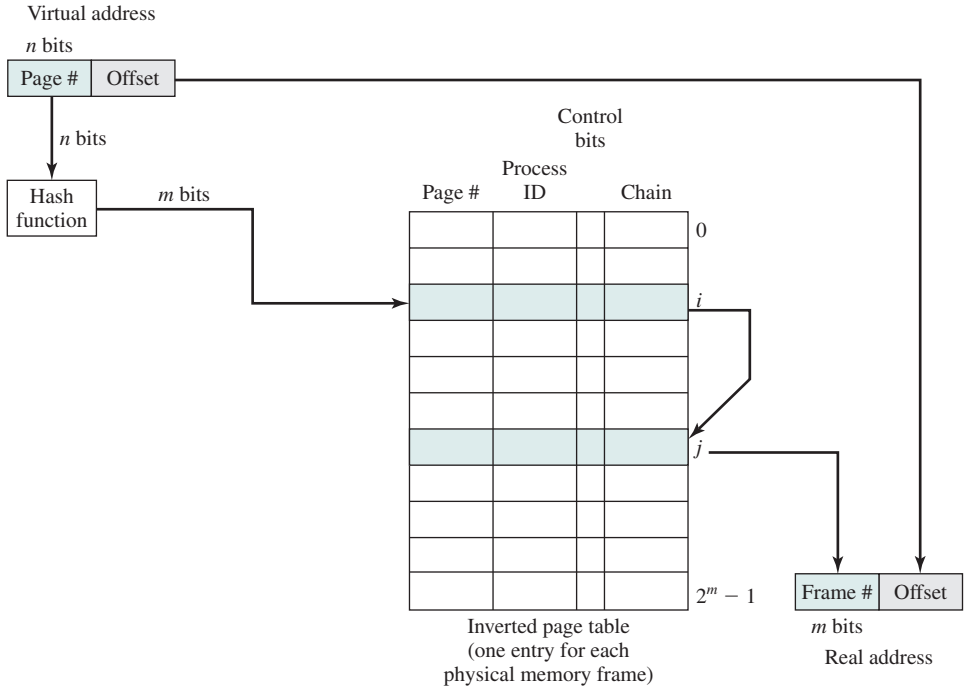 Virtual address
n bits
Page #
Offset
n bits
Hash
function
m bits
Control
bits
Process
Page #
ID
Chain
0
i
j
2^m − 1
Frame #
Offset
m bits
Real address
Inverted page table
(one entry for each
physical memory frame)